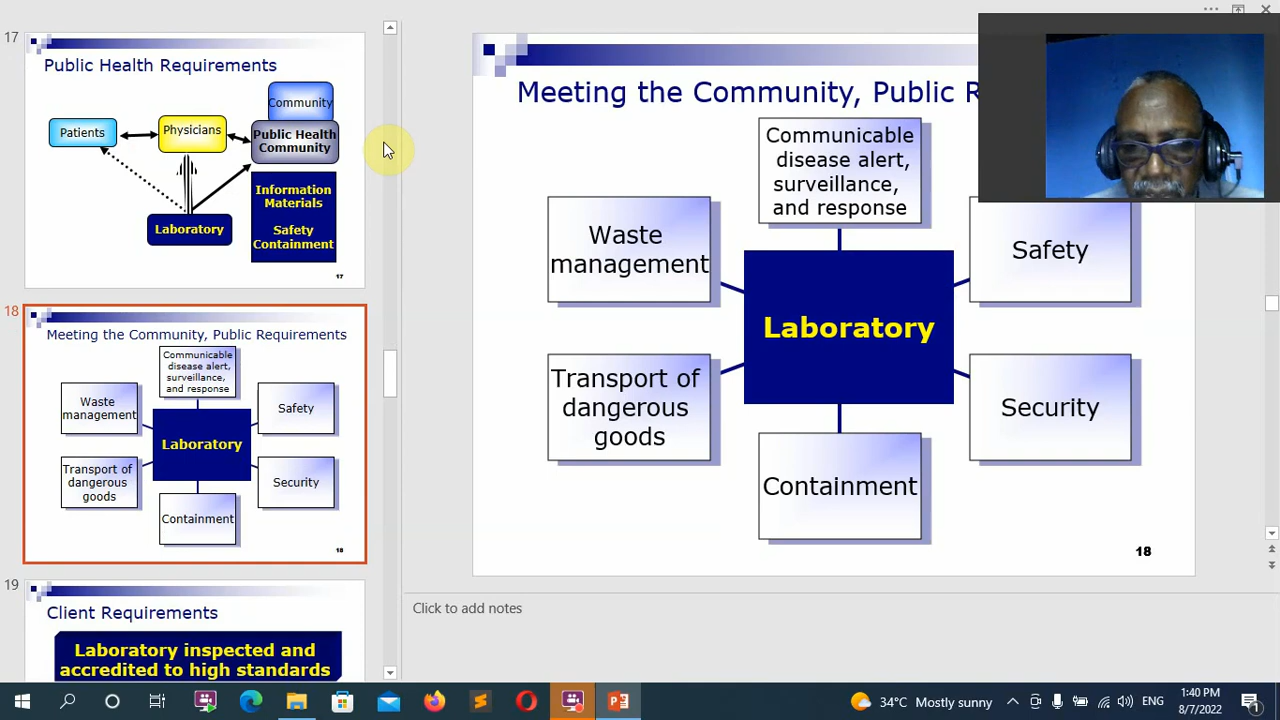 17
Public Health Requirements
Community
Patients
Physicians
Public Health
Community
Information
Materials
Safety
Containment
Laboratory
17
18
Meeting the Community, Public Requirements
Communicable
disease alert,
surveillance,
and response
Waste
management
Safety
Laboratory
Transport of
dangerous
goods
Security
Containment
18
19
Client Requirements
Laboratory inspected and
accredited to high standards
Meeting the Community, Public R
Communicable
disease alert,
surveillance,
and response
Waste
management
Safety
Laboratory
Transport of
dangerous
goods
Security
Containment
18
Click to add notes
34°C Mostly sunny
ENG
1:40 PM
8/7/2022
1